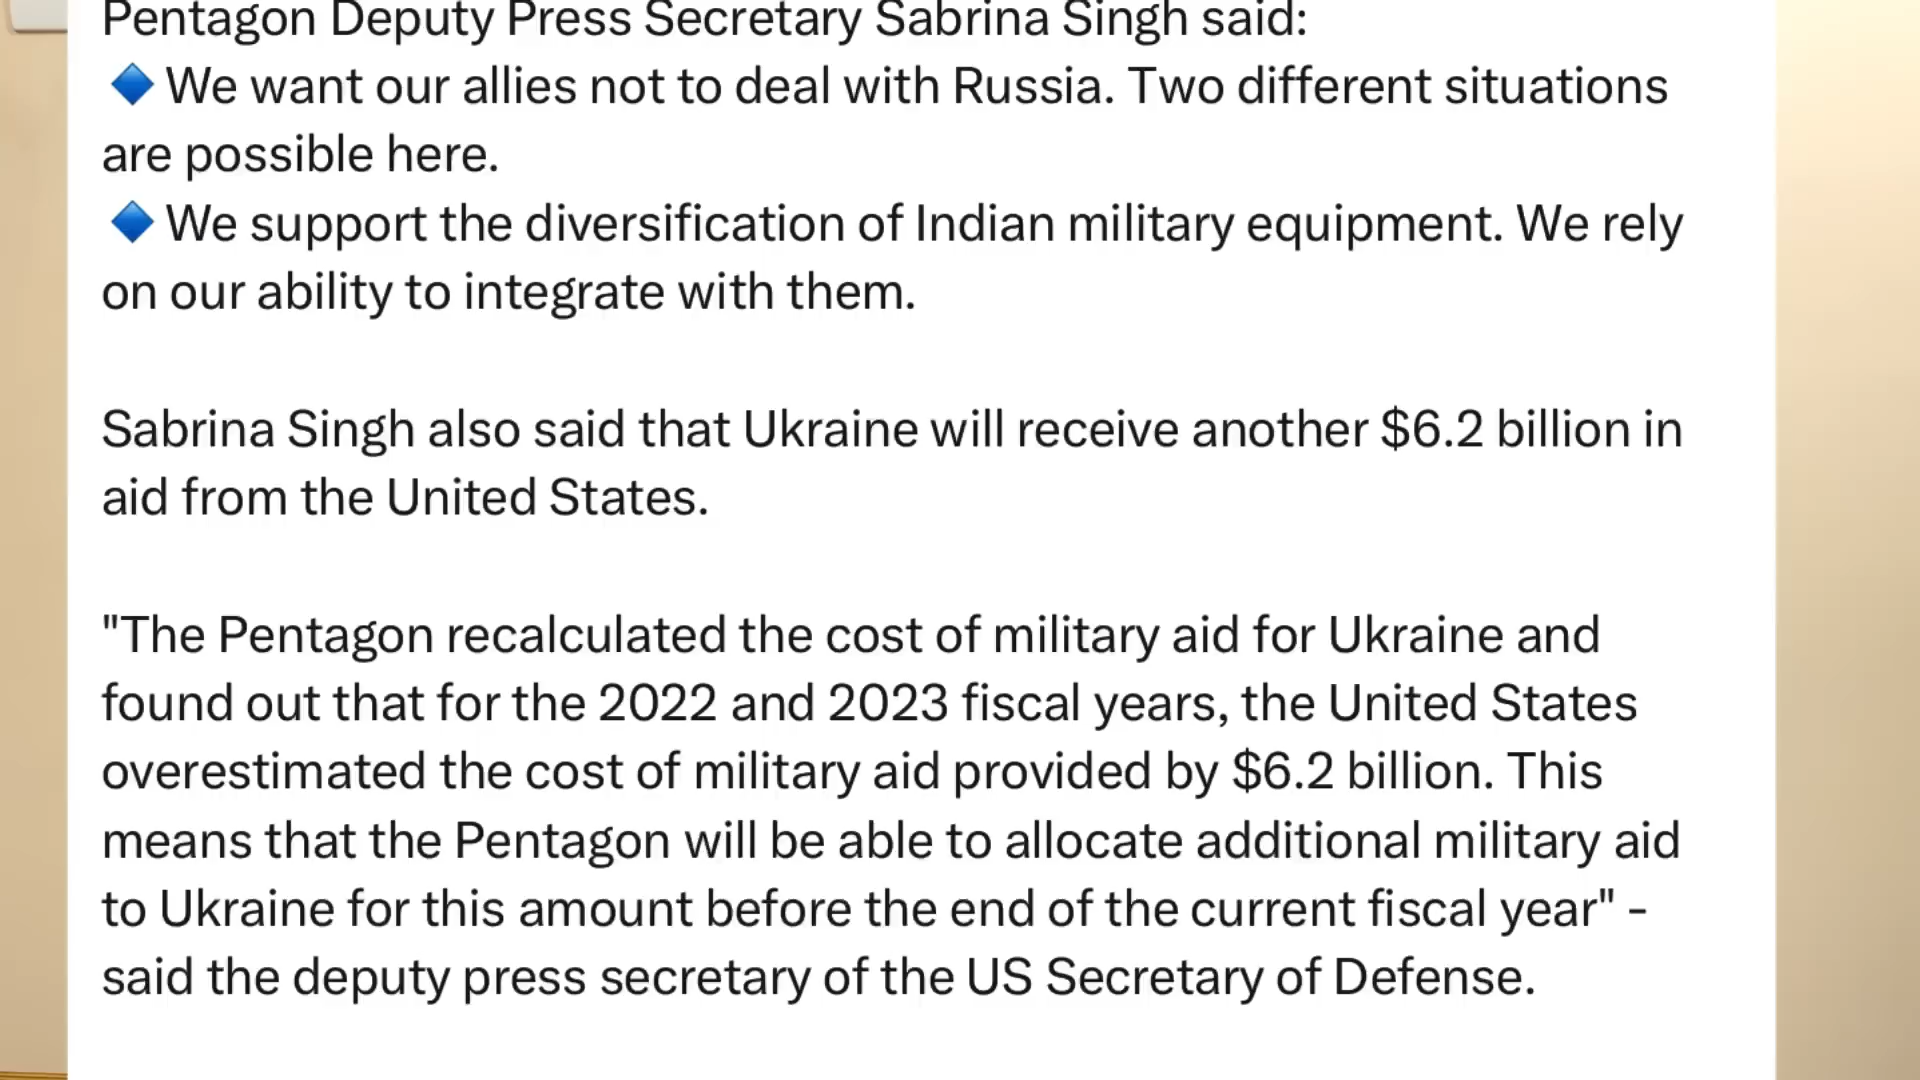 Pentagon Deputy Press Secretary Sabrina Singh said:
🔷We want our allies not to deal with Russia. Two different situations
are possible here.
🔷We support the diversification of Indian military equipment. We rely
on our ability to integrate with them.
Sabrina Singh also said that Ukraine will receive another $6.2 billion in
aid from the United States.
"The Pentagon recalculated the cost of military aid for Ukraine and
found out that for the 2022 and 2023 fiscal years, the United States
overestimated the cost of military aid provided by $6.2 billion. This
means that the Pentagon will be able to allocate additional military aid
to Ukraine for this amount before the end of the current fiscal year" -
said the deputy press secretary of the US Secretary of Defense.